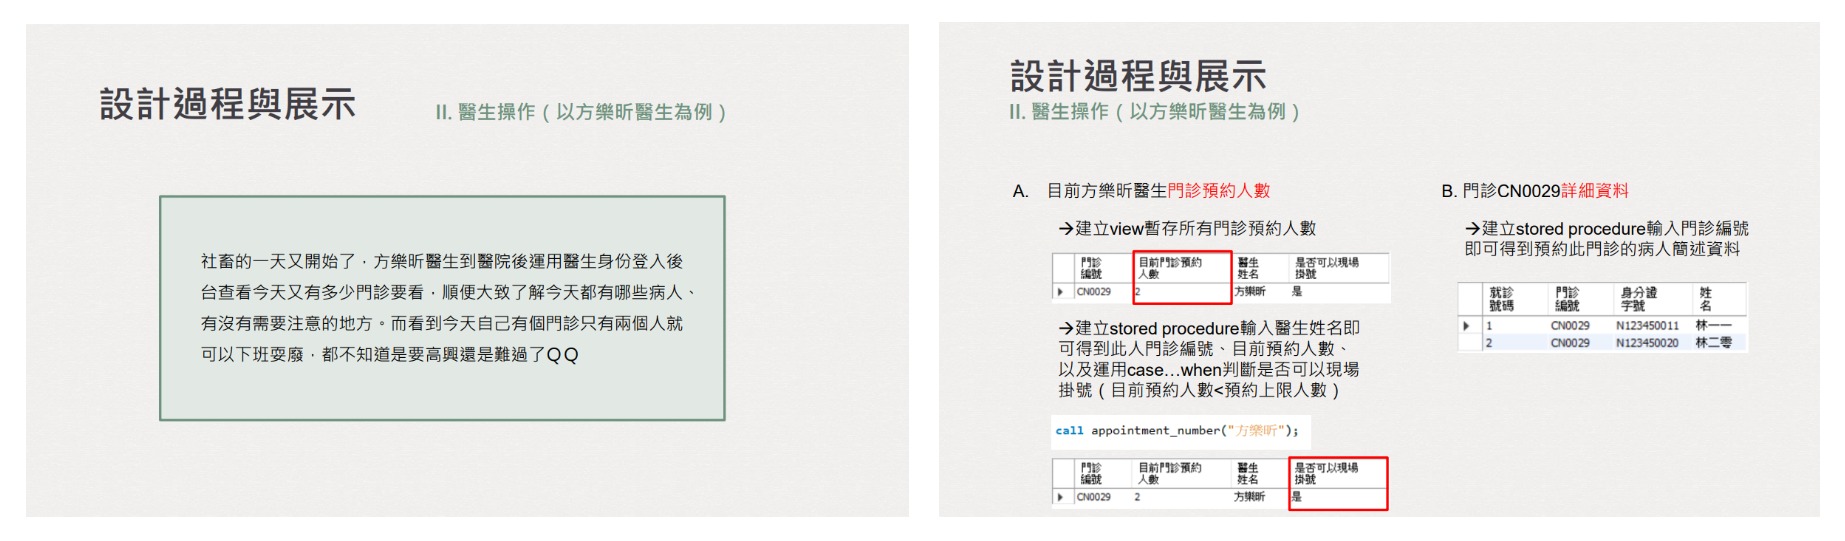 設計過程與展示
II. 醫生操作（以方樂昕醫生為例）
社畜的一天又開始了，方樂昕醫生到醫院後運用醫生身份登入後
台查看今天又有多少門診要看，順便大致了解今天都有哪些病人、
有沒有需要注意的地方。而看到今天自己有個門診只有兩個人就
可以下班耍廢，都不知道是要高興還是難過了QQ
設計過程與展示
II. 醫生操作（以方樂昕醫生為例）
A. 目前方樂昕醫生門診預約人數
→建立view暫存所有門診預約人數
門診編號 目前門診預約人數 醫生姓名 是否可以現場掛號
CN0029 2 方樂昕 是
→建立stored procedure輸入醫生姓名即
可得到此人門診編號、目前預約人數、
以及運用case…when判斷是否可以現場
掛號（目前預約人數<預約上限人數）
call appointment_number("方樂昕");
門診編號 目前門診預約人數 醫生姓名 是否可以現場掛號
CN0029 2 方樂昕 是
B. 門診CN0029詳細資料
→建立stored procedure輸入門診編號
即可得到預約此門診的病人簡述資料
就診號碼 門診編號 身分證字號 姓名
1 CN0029 N123450011 林一一
2 CN0029 N123450020 林二零